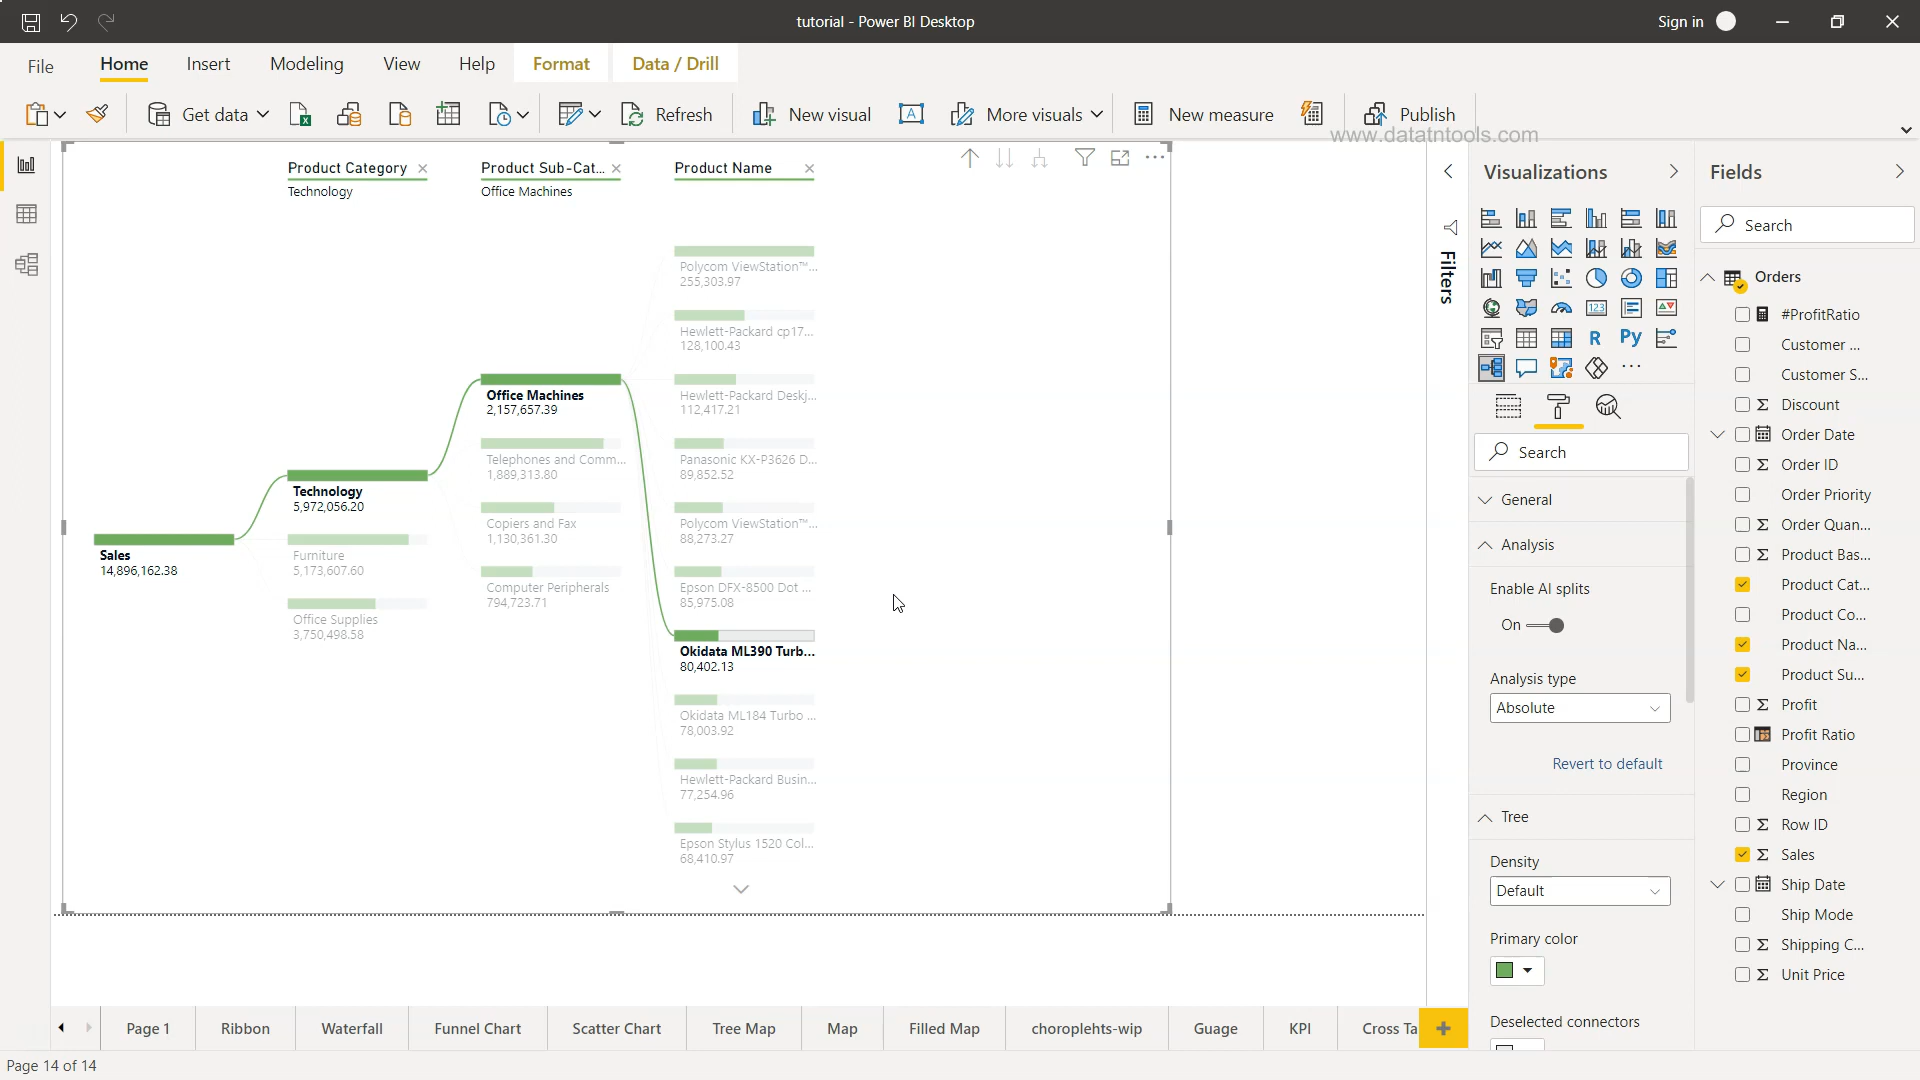 tutorial - Power BI Desktop
Sign in
File
Home
Insert
Modeling
View
Help
Format
Data / Drill
Get data
Refresh
New visual
More visuals
New measure
Publish
www.datatntools.com
Product Category
Technology
Product Sub-Cat...
Office Machines
Product Name
Sales
14,896,162.38
Technology
5,972,056.20
Furniture
5,173,607.60
Office Supplies
3,750,498.58
Office Machines
2,157,657.39
Telephones and Comm...
1,889,313.80
Copiers and Fax
1,130,361.30
Computer Peripherals
794,723.71
Polycom ViewStation™...
255,303.97
Hewlett-Packard cp17...
128,100.43
Hewlett-Packard Deskj...
112,417.21
Panasonic KX-P3626 D...
89,852.52
Polycom ViewStation™...
88,273.27
Epson DFX-8500 Dot ...
85,975.08
Okidata ML390 Turb...
80,402.13
Okidata ML184 Turbo ...
78,003.92
Hewlett-Packard Busin...
77,254.96
Epson Stylus 1520 Col...
68,410.97
Filters
Visualizations
123
R
Py
Search
General
Analysis
Enable AI splits
On
Analysis type
Absolute
Revert to default
Tree
Density
Default
Primary color
Deselected connectors
Fields
Search
Orders
#ProfitRatio
Customer ...
Customer S...
Discount
Order Date
Order ID
Order Priority
Order Quan...
Product Bas...
Product Cat...
Product Co...
Product Na...
Product Su...
Profit
Profit Ratio
Province
Region
Row ID
Sales
Ship Date
Ship Mode
Shipping C...
Unit Price
Page 1
Ribbon
Waterfall
Funnel Chart
Scatter Chart
Tree Map
Map
Filled Map
choroplehts-wip
Guage
KPI
Cross Ta
Page 14 of 14